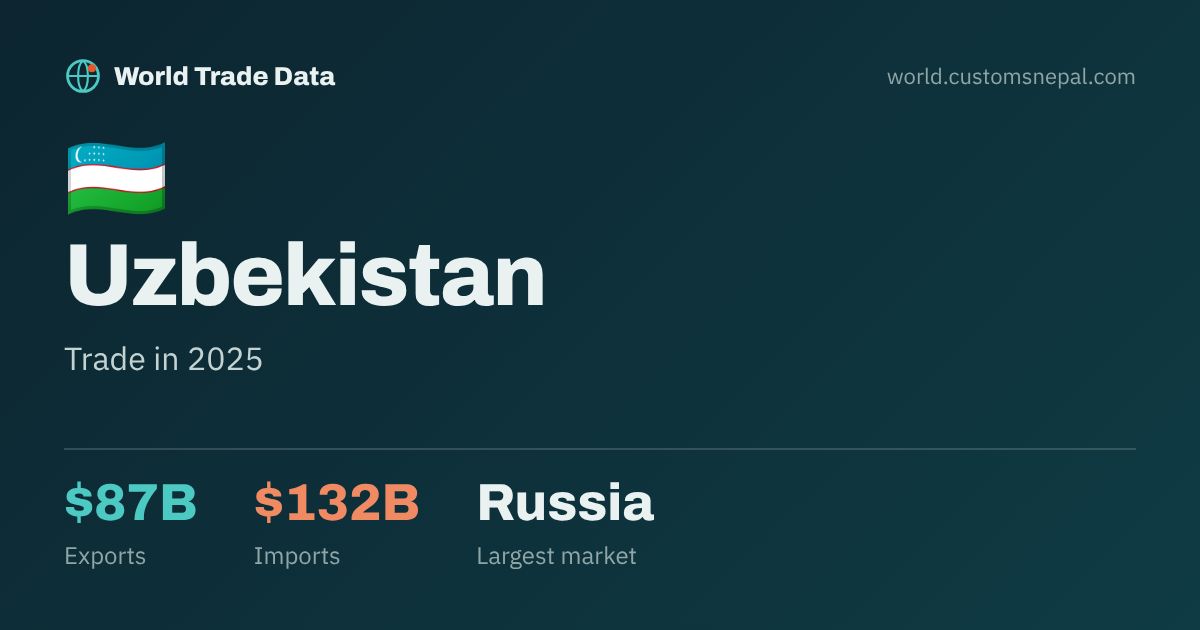 World Trade Data
world.customsnepal.com
Uzbekistan
Trade in 2025
$87B
$132B
Russia
Exports
Imports
Largest market